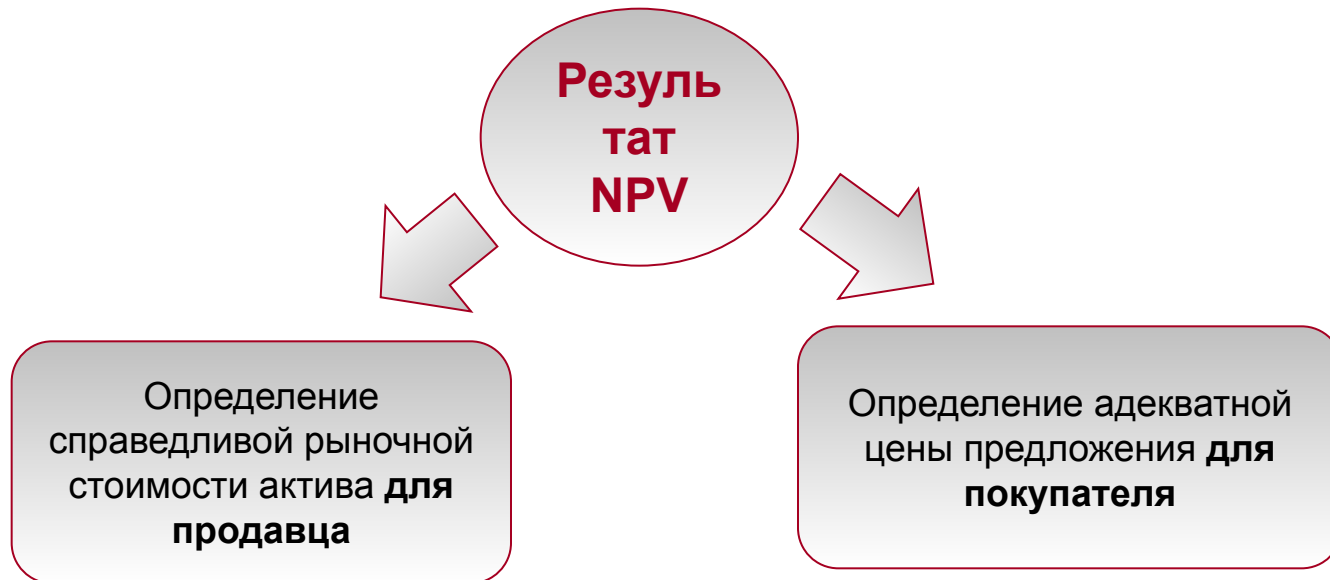 Резуль
тат
NPV
Определение
справедливой рыночной
стоимости актива для
продавца
Определение адекватной
цены предложения для
покупателя